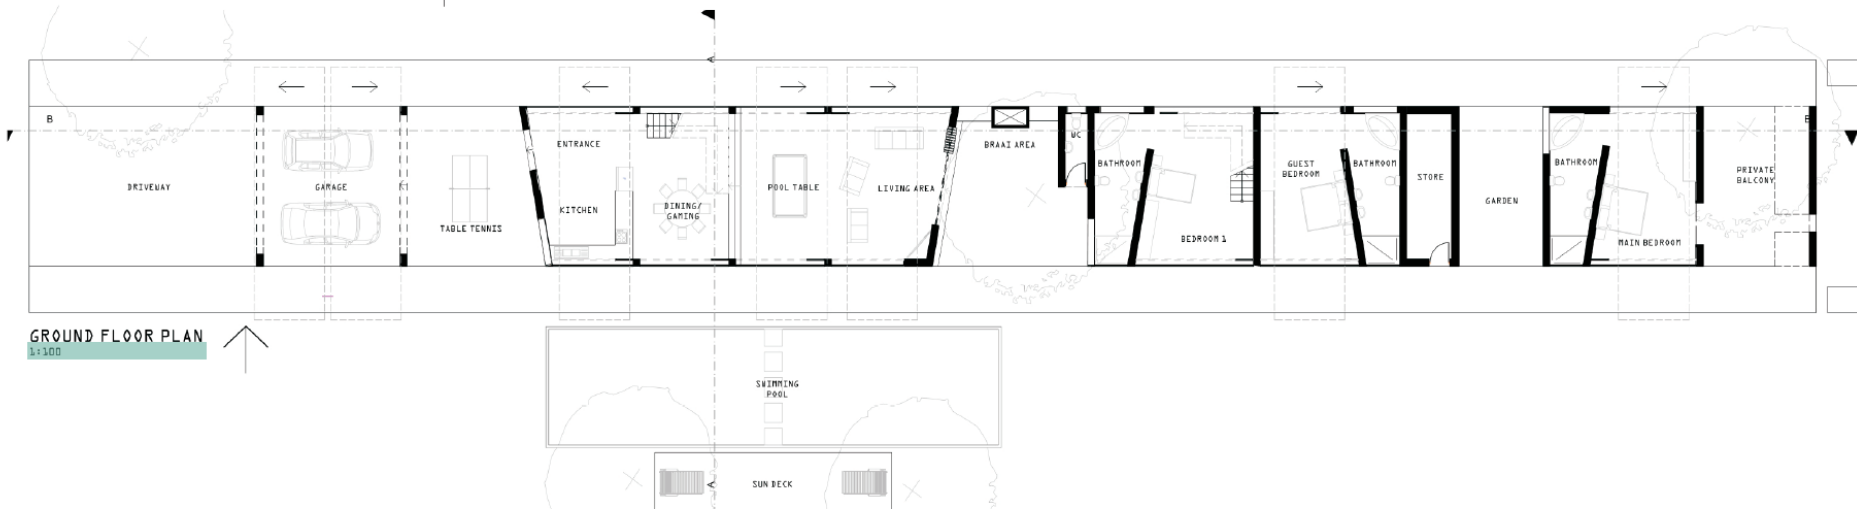 A
B
B
ENTRANCE
WC
BRAAI AREA
BATHROOM
GUEST
BEDROOM
BATHROOM
BATHROOM
DRIVEWAY
GARAGE
POOL TABLE
LIVING AREA
STORE
PRIVATE
BALCONY
KITCHEN
DINING/
GAMING
GARDEN
TABLE TENNIS
BEDROOM 1
MAIN BEDROOM
GROUND FLOOR PLAN
1:100
SWIMMING
POOL
A
SUN DECK